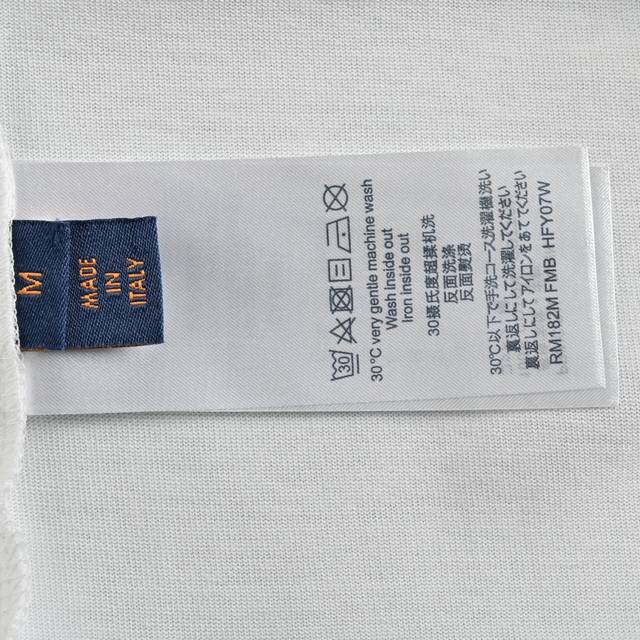 M
MADE
IN
ITALY
30
30 °C very gentle machine wash
Wash Inside out
Iron inside out
30摄氏度超揉机洗
反面洗涤
反面熨烫
30℃以下で手洗コース洗濯機洗い
裏返しにして洗濯してください
裏返しにしてアイロンをあてください
RM182M FMB HFY07W